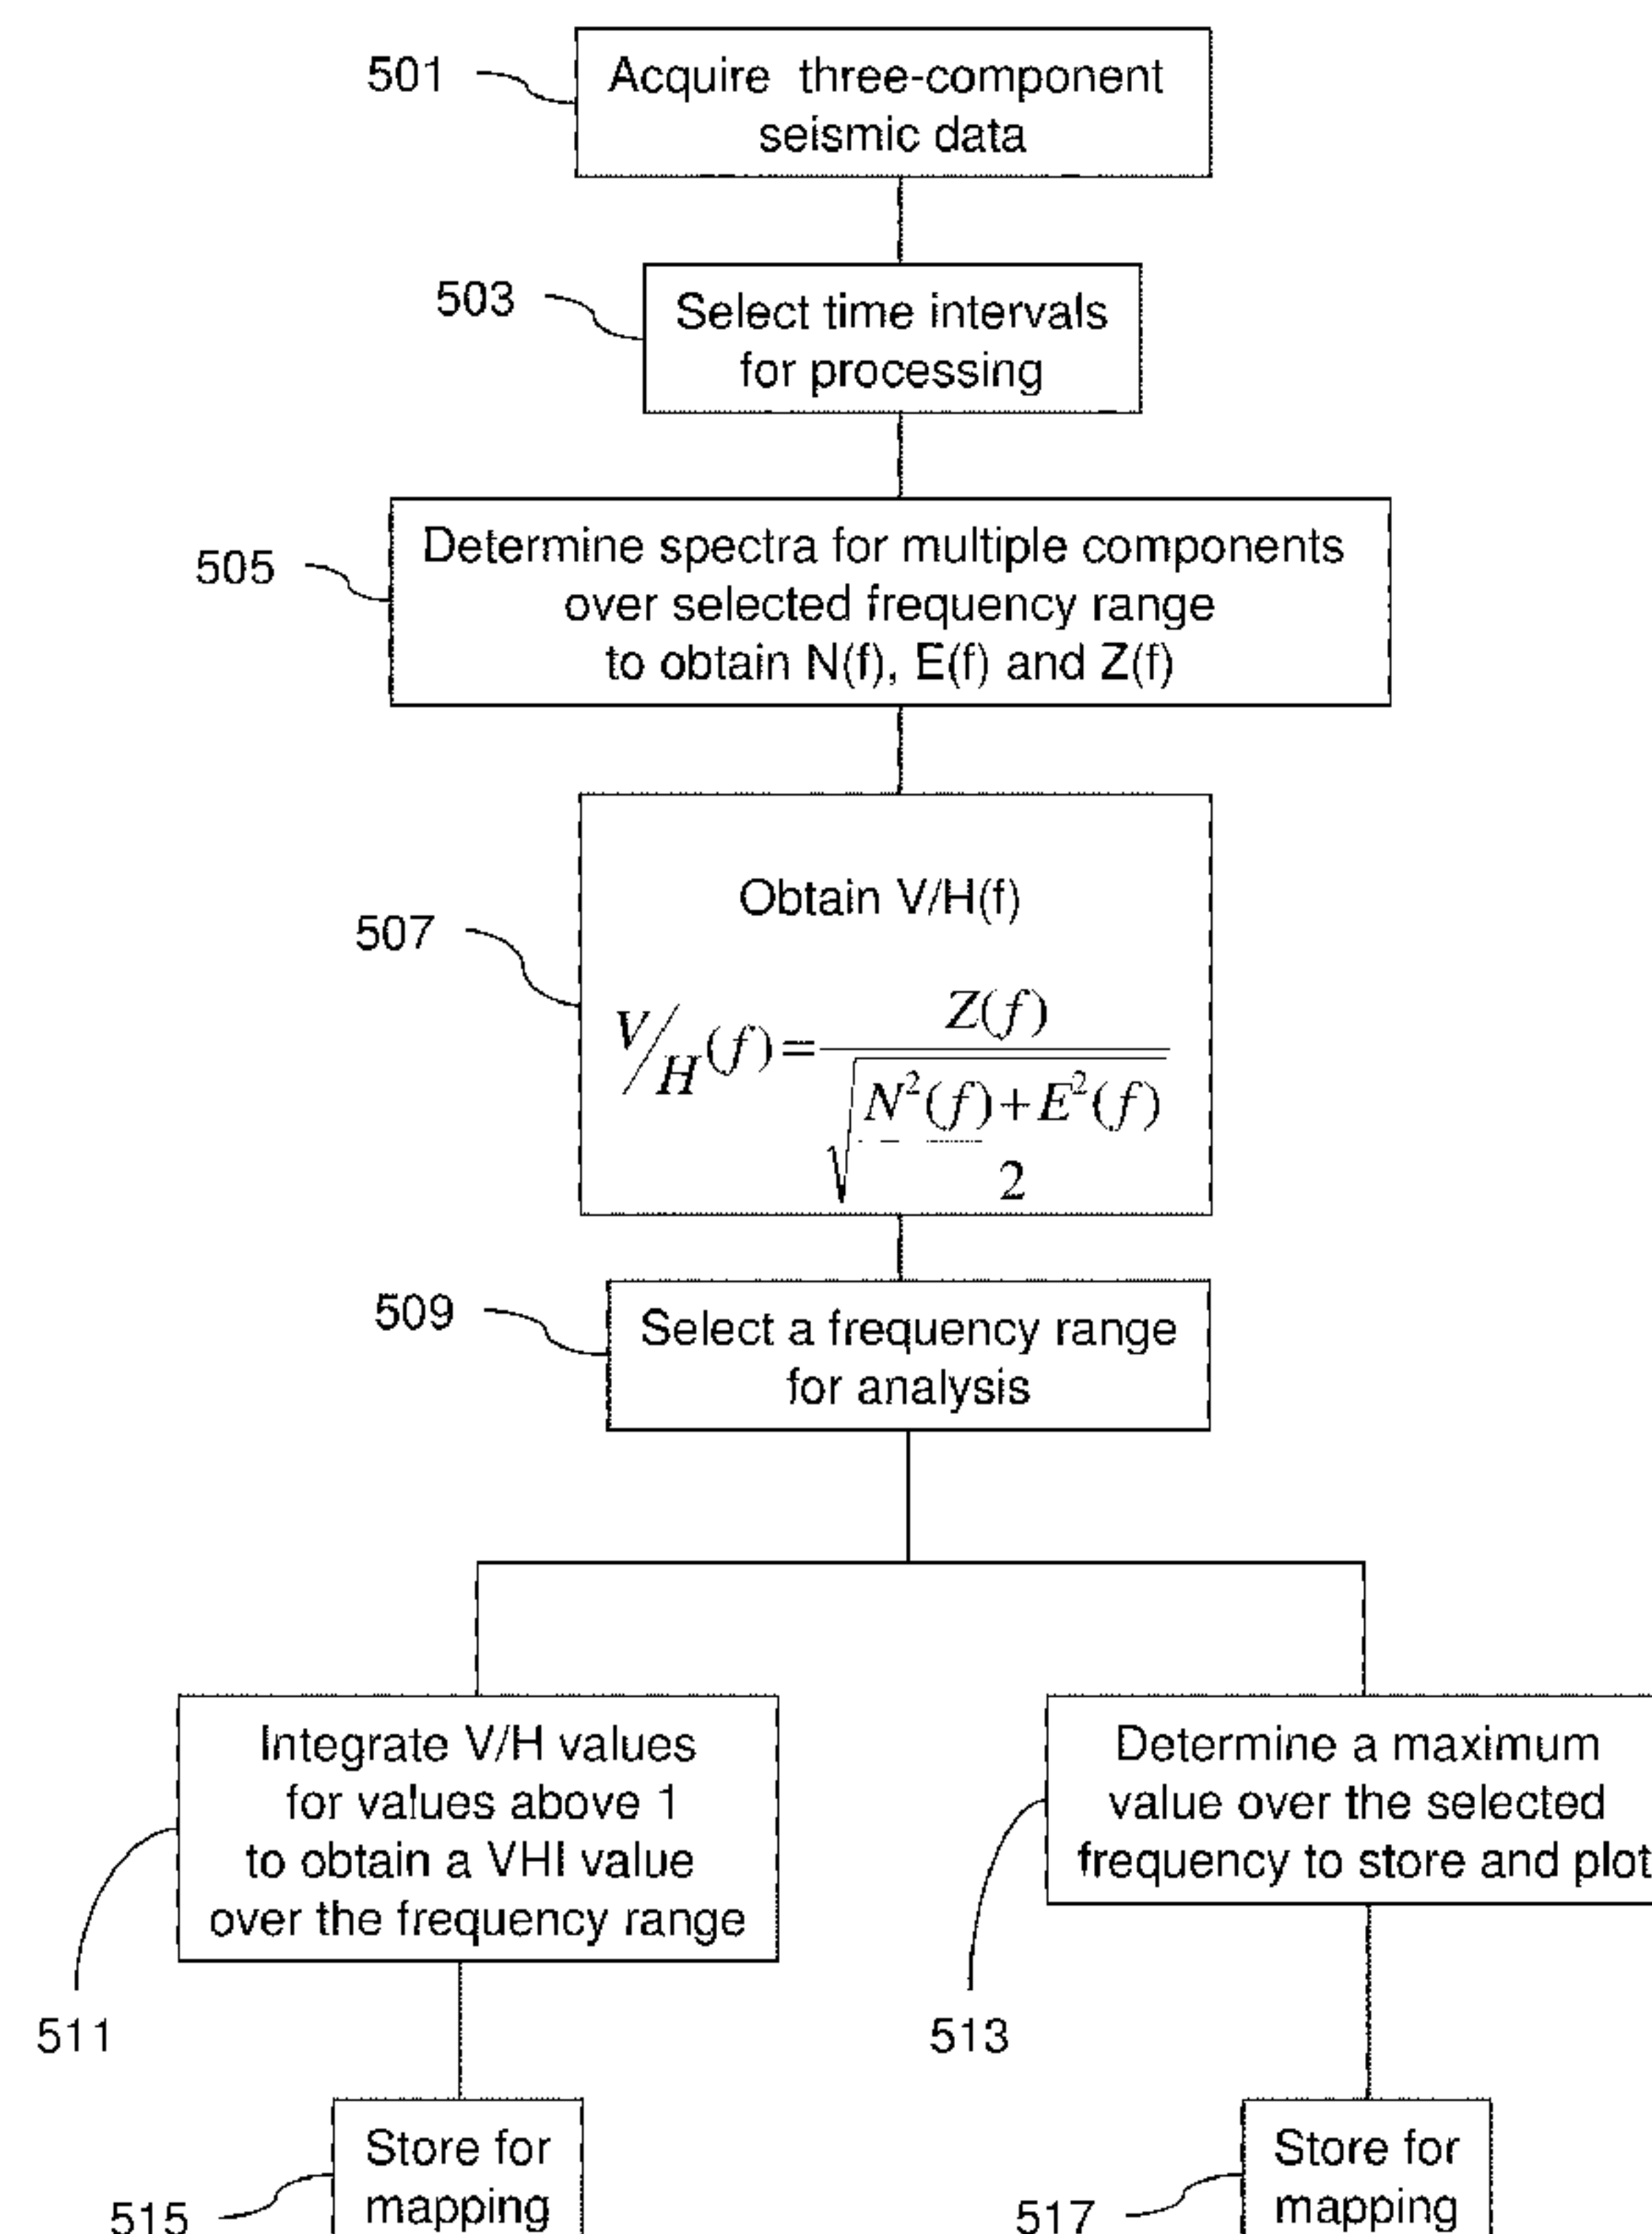 501
Acquire three-component
seismic data
503
Select time intervals
for processing
505
Determine spectra for multiple components
over selected frequency range
to obtain N(f), E(f) and Z(f)
507
Obtain V/H(f)
V/H(f)=Z(f)/√((N²(f)+E²(f))/2)
509
Select a frequency range
for analysis
Integrate V/H values
for values above 1
to obtain a VHI value
over the frequency range
511
Determine a maximum
value over the selected
frequency to store and plot
513
Store for
mapping
515
Store for
mapping
517